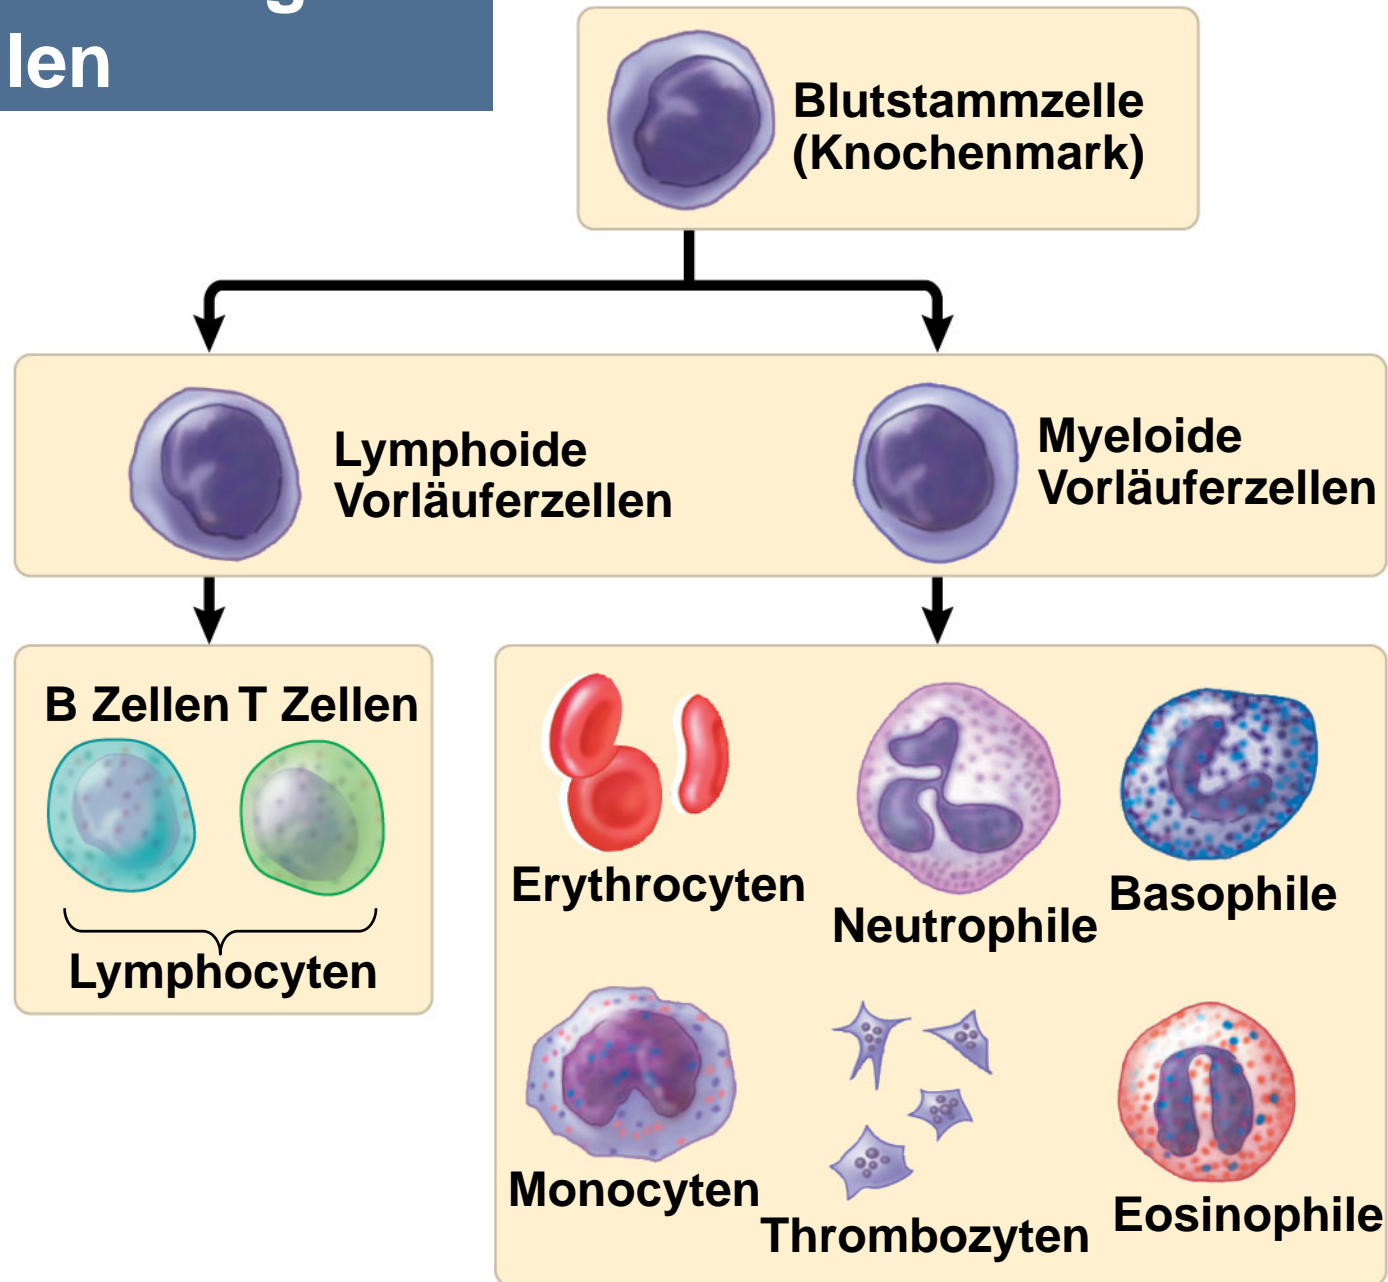 len
Blutstammzelle
(Knochenmark)
Lymphoide
Vorläuferzellen
Myeloide
Vorläuferzellen
B Zellen T Zellen
Lymphocyten
Erythrocyten
Neutrophile
Basophile
Monocyten
Thrombozyten
Eosinophile